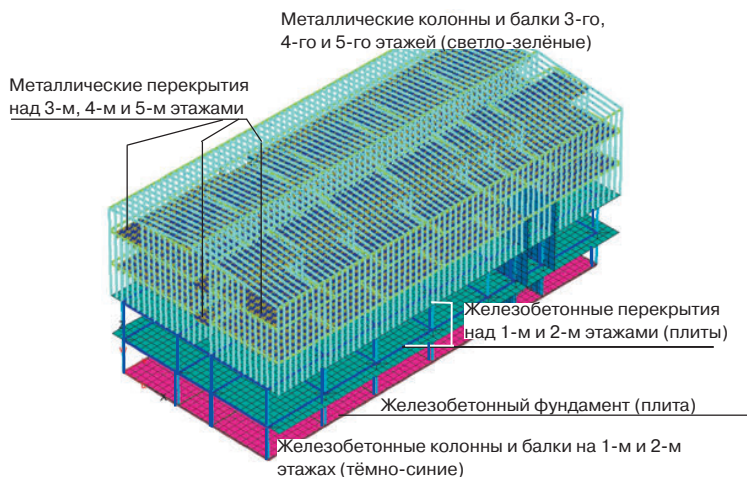 Металлические колонны и балки 3-го,
4-го и 5-го этажей (светло-зелёные)
Металлические перекрытия
над 3-м, 4-м и 5-м этажами
Железобетонные перекрытия
над 1-м и 2-м этажами (плиты)
Железобетонный фундамент (плита)
Железобетонные колонны и балки на 1-м и 2-м
этажах (тёмно-синие)
X